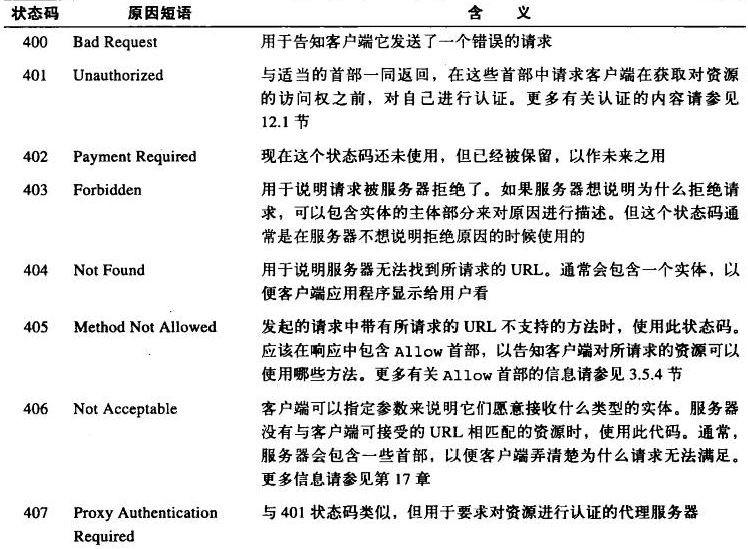 状态码 原因短语 含 义
400 Bad Request 用于告知客户端它发送了一个错误的请求
401 Unauthorized 与适当的首部一同返回，在这些首部中请求客户端在获取对资源
的访问权之前，对自己进行认证。更多有关认证的内容请参见
12.1 节
402 Payment Required 现在这个状态码还未使用，但已经被保留，以作未来之用
403 Forbidden 用于说明请求被服务器拒绝了。如果服务器想说明为什么拒绝请
求，可以包含实体的主体部分来对原因进行描述。但这个状态码通
常是在服务器不想说明拒绝原因的时候使用的
404 Not Found 用于说明服务器无法找到所请求的 URL。通常会包含一个实体，以
便客户端应用程序显示给用户看
405 Method Not Allowed 发起的请求中带有所请求的 URL 不支持的方法时，使用此状态码。
应该在响应中包含 Allow 首部，以告知客户端对所请求的资源可以
使用哪些方法。更多有关 Allow 首部的信息请参见 3.5.4 节
406 Not Acceptable 客户端可以指定参数来说明它们愿意接收什么类型的实体。服务器
没有与客户端可接受的 URL 相匹配的资源时，使用此代码。通常，
服务器会包含一些首部，以便客户端弄清楚为什么请求无法满足。
更多信息请参见第 17 章
407 Proxy Authentication 与 401 状态码类似，但用于要求对资源进行认证的代理服务器
Required